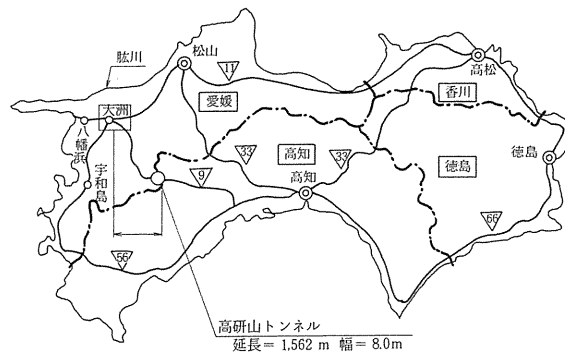 肱川
松山
11
高松
香川
愛媛
大洲
八幡浜
33
高知
33
徳島
徳島
9
宇和島
高知
66
56
高研山トンネル
延長＝1,562 m 幅＝8.0m